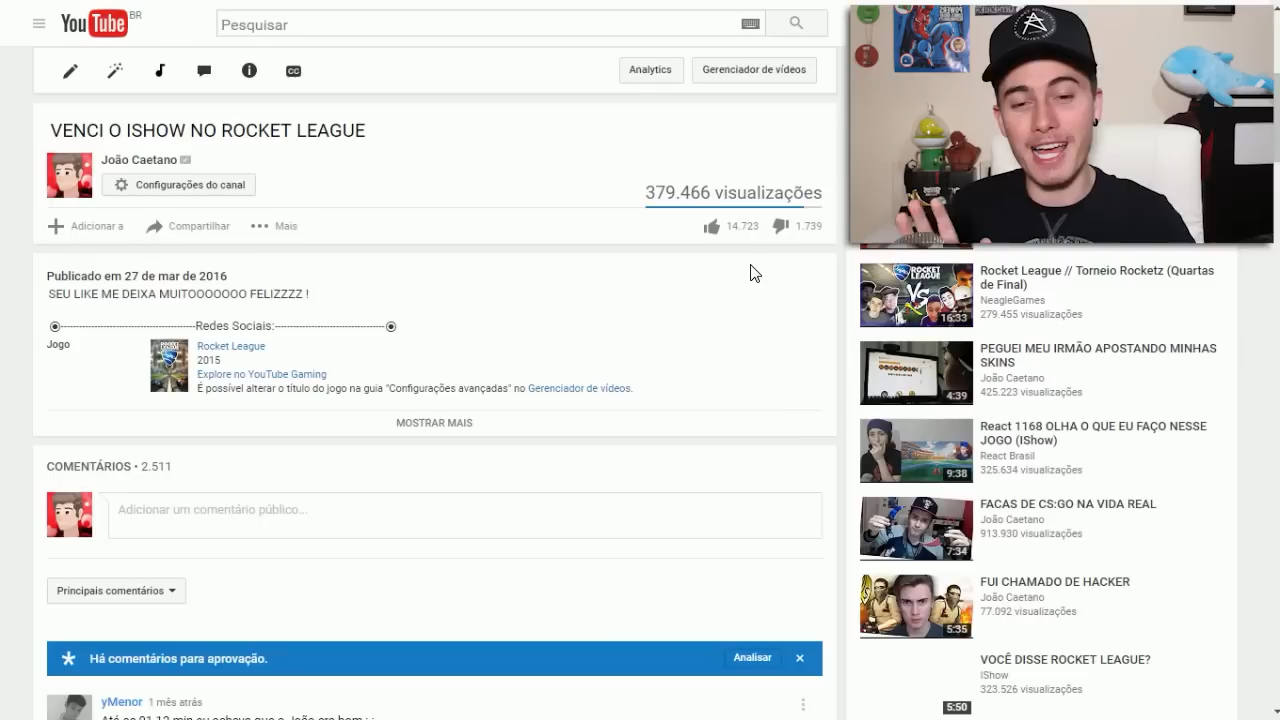 YouTube BR
Pesquisar
CC
Analytics
Gerenciador de vídeos
VENCI O ISHOW NO ROCKET LEAGUE
João Caetano
Configurações do canal
379.466 visualizações
Adicionar a
Compartilhar
Mais
14.723
1.739
Publicado em 27 de mar de 2016
SEU LIKE ME DEIXA MUITOOOOOOO FELIZZZZ !
Redes Sociais:
Jogo
Rocket League
2015
Explore no YouTube Gaming
É possível alterar o título do jogo na guia "Configurações avançadas" no Gerenciador de vídeos.
MOSTRAR MAIS
COMENTÁRIOS • 2.511
Adicionar um comentário público...
Principais comentários
Há comentários para aprovação.
Analisar
yMenor 1 mês atrás
ROCKET LEAGUE
VS
16:33
Rocket League // Torneio Rocketz (Quartas
de Final)
NeagleGames
279.455 visualizações
4:39
PEGUEI MEU IRMÃO APOSTANDO MINHAS
SKINS
João Caetano
425.223 visualizações
9:38
React 1168 OLHA O QUE EU FAÇO NESSE
JOGO (IShow)
React Brasil
325.634 visualizações
7:34
FACAS DE CS:GO NA VIDA REAL
João Caetano
913.930 visualizações
5:35
FUI CHAMADO DE HACKER
João Caetano
77.092 visualizações
5:50
VOCÊ DISSE ROCKET LEAGUE?
IShow
323.526 visualizações